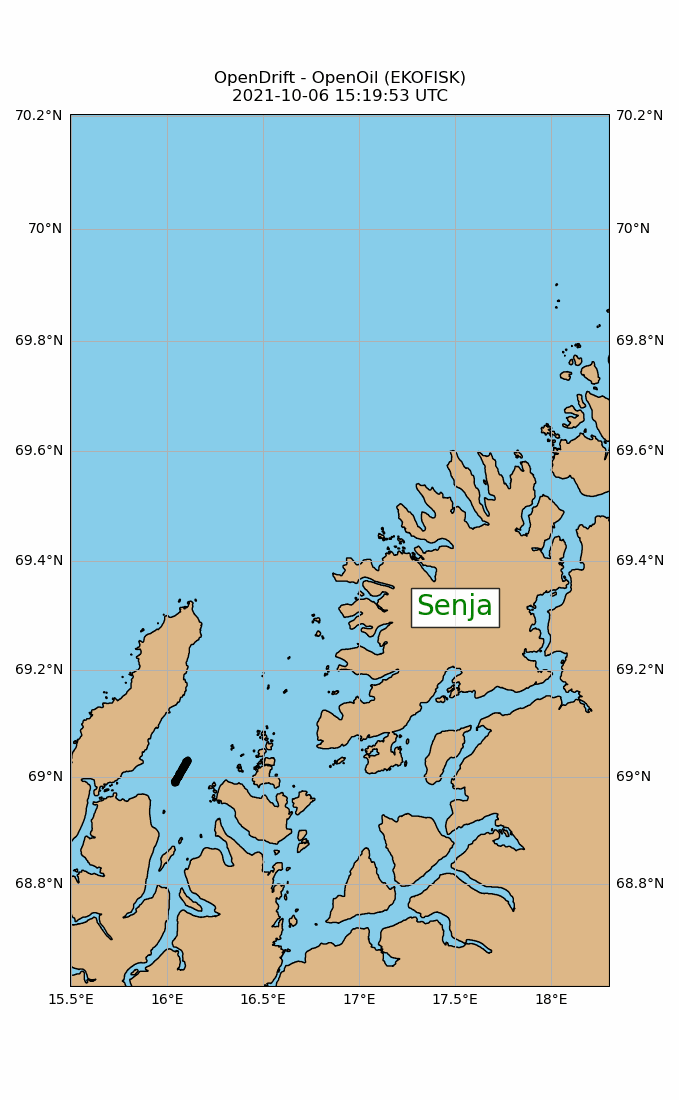 OpenDrift - OpenOil (EKOFISK)
2021-10-06 15:19:53 UTC
70.2°N 70.2°N
70°N 70°N
69.8°N 69.8°N
69.6°N 69.6°N
69.4°N 69.4°N
Senja
69.2°N 69.2°N
69°N 69°N
68.8°N 68.8°N
15.5°E 16°E 16.5°E 17°E 17.5°E 18°E